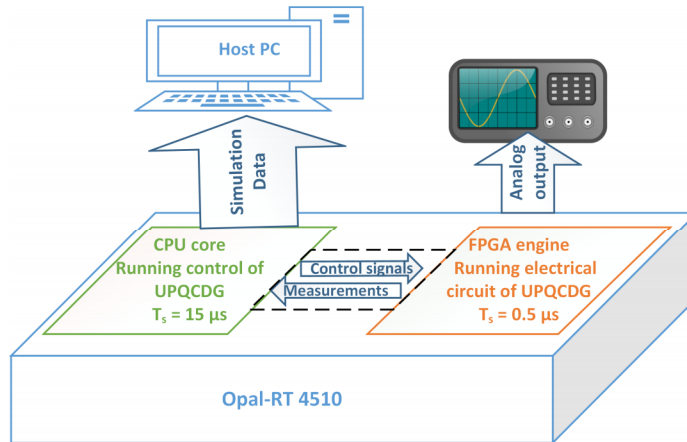 Host PC
Simulation
Data
Analog
output
CPU core
Running control of
UPQCDG
Tₛ = 15 µs
Control signals
Measurements
FPGA engine
Running electrical
circuit of UPQCDG
Tₛ = 0.5 µs
Opal-RT 4510